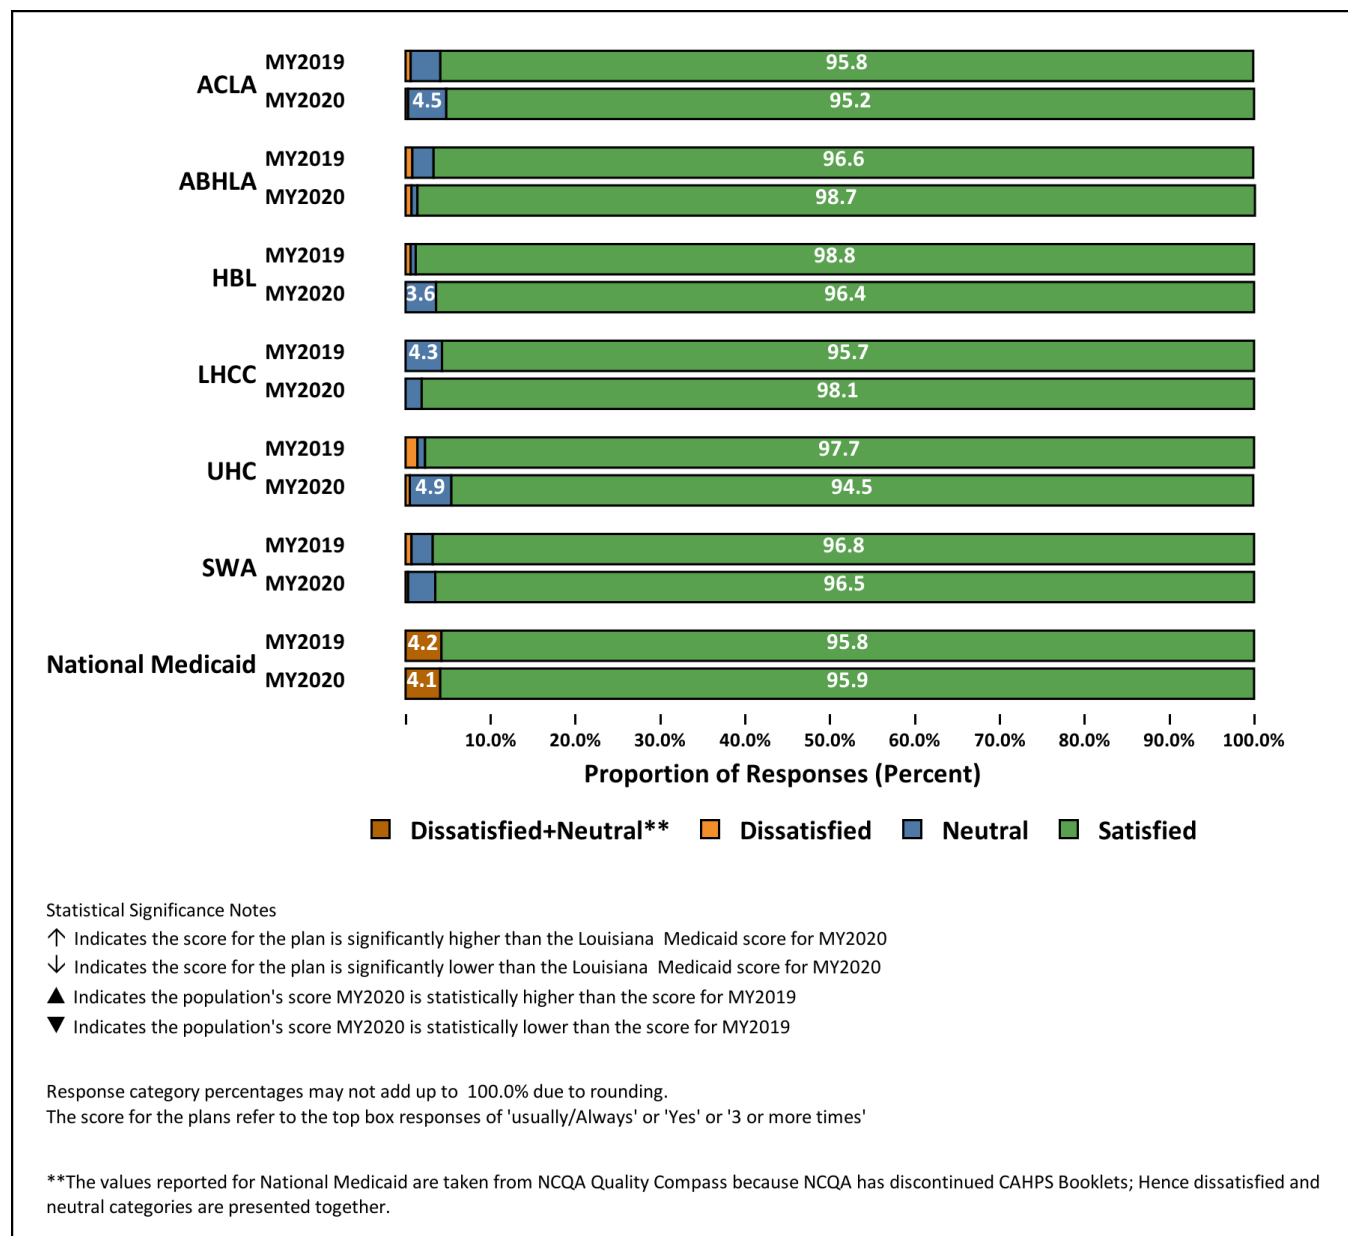 MY2019 95.8
ACLA
MY2020 4.5 95.2
MY2019 96.6
ABHLA
MY2020 98.7
MY2019 98.8
HBL
MY2020 3.6 96.4
MY2019 4.3 95.7
LHCC
MY2020 98.1
MY2019 97.7
UHC
MY2020 4.9 94.5
MY2019 96.8
SWA
MY2020 96.5
MY2019 4.2 95.8
National Medicaid
MY2020 4.1 95.9
10.0% 20.0% 30.0% 40.0% 50.0% 60.0% 70.0% 80.0% 90.0% 100.0%
Proportion of Responses (Percent)
Dissatisfied+Neutral** Dissatisfied Neutral Satisfied
Statistical Significance Notes
↑ Indicates the score for the plan is significantly higher than the Louisiana Medicaid score for MY2020
↓ Indicates the score for the plan is significantly lower than the Louisiana Medicaid score for MY2020
▲ Indicates the population's score MY2020 is statistically higher than the score for MY2019
▼ Indicates the population's score MY2020 is statistically lower than the score for MY2019
Response category percentages may not add up to 100.0% due to rounding.
The score for the plans refer to the top box responses of 'usually/Always' or 'Yes' or '3 or more times'
**The values reported for National Medicaid are taken from NCQA Quality Compass because NCQA has discontinued CAHPS Booklets; Hence dissatisfied and
neutral categories are presented together.